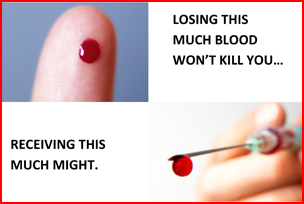 LOSING THIS
MUCH BLOOD
WON'T KILL YOU...
RECEIVING THIS
MUCH MIGHT.